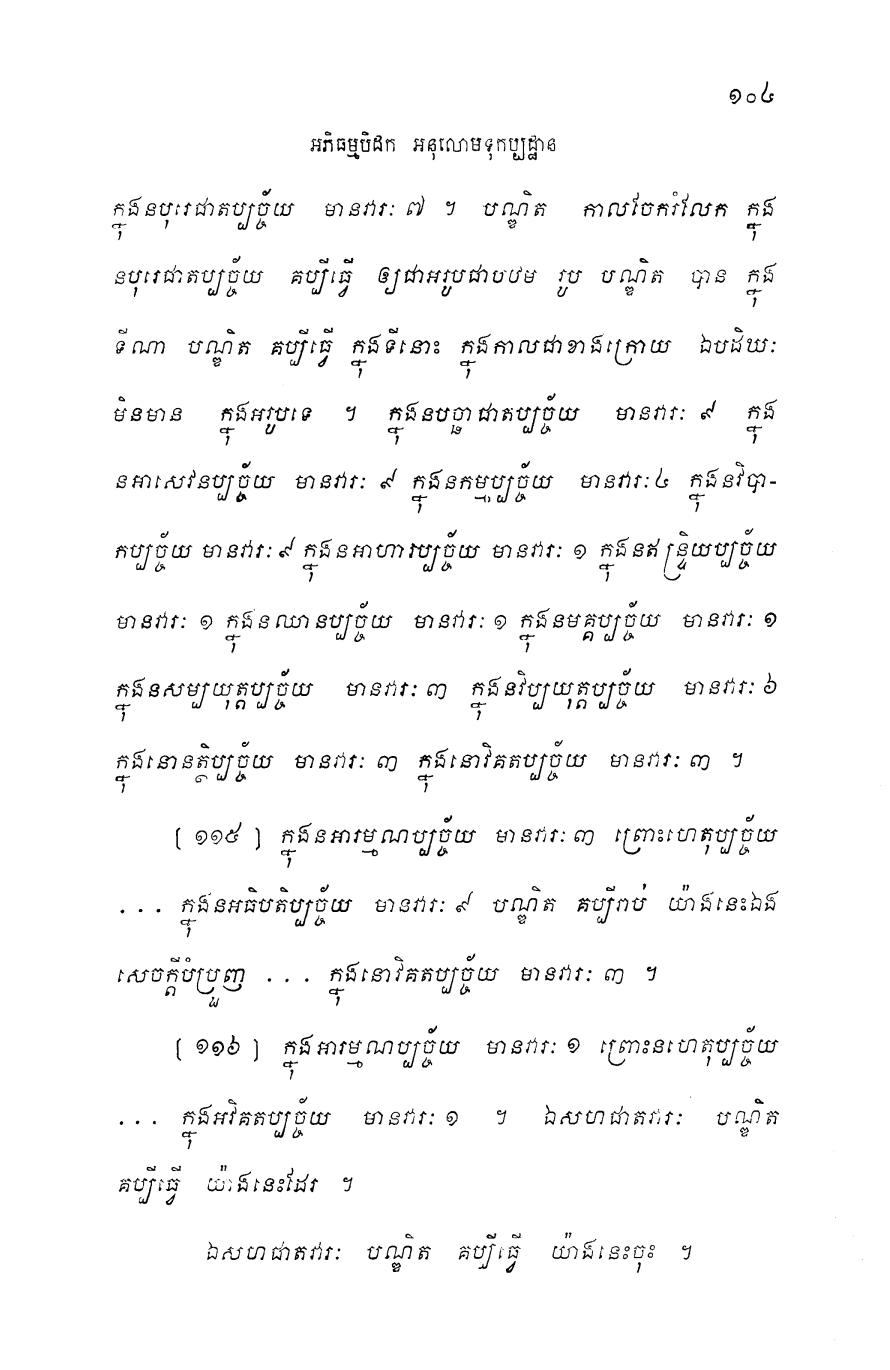 ១០៤
អភិធម្មបិដក អនុលោមទុកប្បដ្ឋាន
ក្នុងនបុរេជាតប្បច្ច័យ មានវារៈ ៧ ។ បណ្ឌិត កាលចែករំលែក ក្នុង
នបុរេជាតប្បច្ច័យ គប្បីធ្វើ ឲ្យជាអរូបជាបឋម រូប បណ្ឌិត បាន ក្នុង
ទីណា បណ្ឌិត គប្បីធ្វើ ក្នុងទីនោះ ក្នុងកាលជាខាងក្រោយ ឯបដិឃៈ
មិនមាន ក្នុងអរូបទេ ។ ក្នុងនបច្ឆាជាតប្បច្ច័យ មានវារៈ ៩ ក្នុង
នអាសេវនប្បច្ច័យ មានវារៈ ៩ ក្នុងនកម្មប្បច្ច័យ មានវារៈ ៤ ក្នុងនវិបា-
កប្បច្ច័យ មានវារៈ ៩ ក្នុងនអាហារប្បច្ច័យ មានវារៈ ១ ក្នុងនឥន្ទ្រិយប្បច្ច័យ
មានវារៈ ១ ក្នុងនឈានប្បច្ច័យ មានវារៈ ១ ក្នុងនមគ្គប្បច្ច័យ មានវារៈ ១
ក្នុងនសម្បយុត្តប្បច្ច័យ មានវារៈ ៣ ក្នុងនវិប្បយុត្តប្បច្ច័យ មានវារៈ ៦
ក្នុងនោនត្ថិប្បច្ច័យ មានវារៈ ៣ ក្នុងនោវិគតប្បច្ច័យ មានវារៈ ៣ ។
[ ១១៥ ] ក្នុងនអារម្មណប្បច្ច័យ មានវារៈ ៣ ព្រោះហេតុប្បច្ច័យ
... ក្នុងនអធិបតិប្បច្ច័យ មានវារៈ ៩ បណ្ឌិត គប្បីរាប់ យ៉ាងនេះឯង
សេចក្តីបំប្រួញ ... ក្នុងនោវិគតប្បច្ច័យ មានវារៈ ៣ ។
[ ១១៦ ] ក្នុងអារម្មណប្បច្ច័យ មានវារៈ ១ ព្រោះនហេតុប្បច្ច័យ
... ក្នុងអវិគតប្បច្ច័យ មានវារៈ ១ ។ ឯសហជាតវារៈ បណ្ឌិត
គប្បីធ្វើ យ៉ាងនេះដែរ ។
ឯសហជាតវារៈ បណ្ឌិត គប្បីធ្វើ យ៉ាងនេះចុះ ។